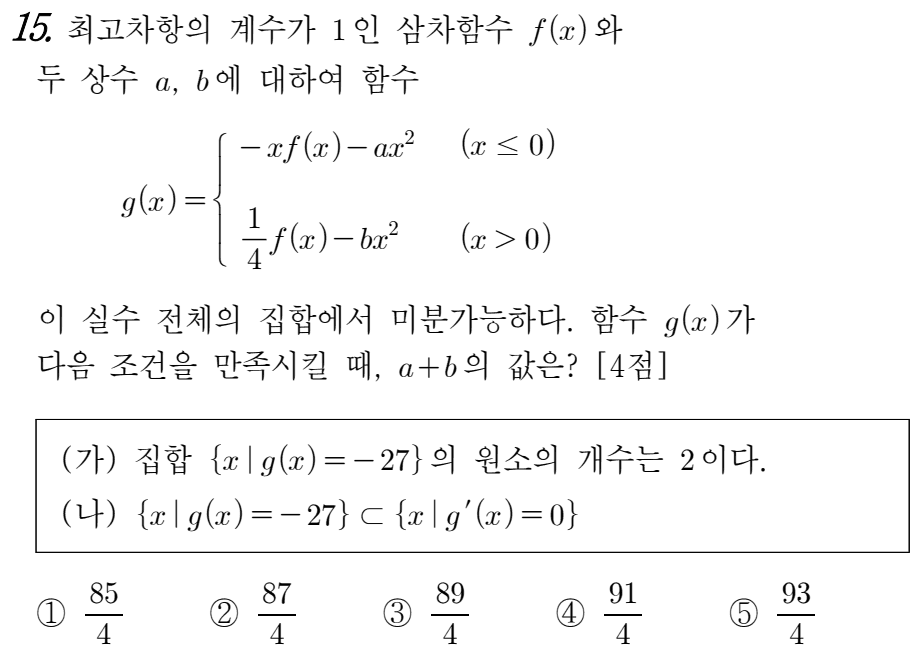 15. 최고차항의 계수가 1인 삼차함수 f(x)와
두 상수 a, b에 대하여 함수
g(x) = { -xf(x) - ax² (x ≤ 0)
1/4 f(x) - bx² (x > 0)
이 실수 전체의 집합에서 미분가능하다. 함수 g(x)가
다음 조건을 만족시킬 때, a+b의 값은? [4점]
(가) 집합 {x | g(x) = -27}의 원소의 개수는 2이다.
(나) {x | g(x) = -27} ⊂ {x | g′(x) = 0}
① 85/4 ② 87/4 ③ 89/4 ④ 91/4 ⑤ 93/4